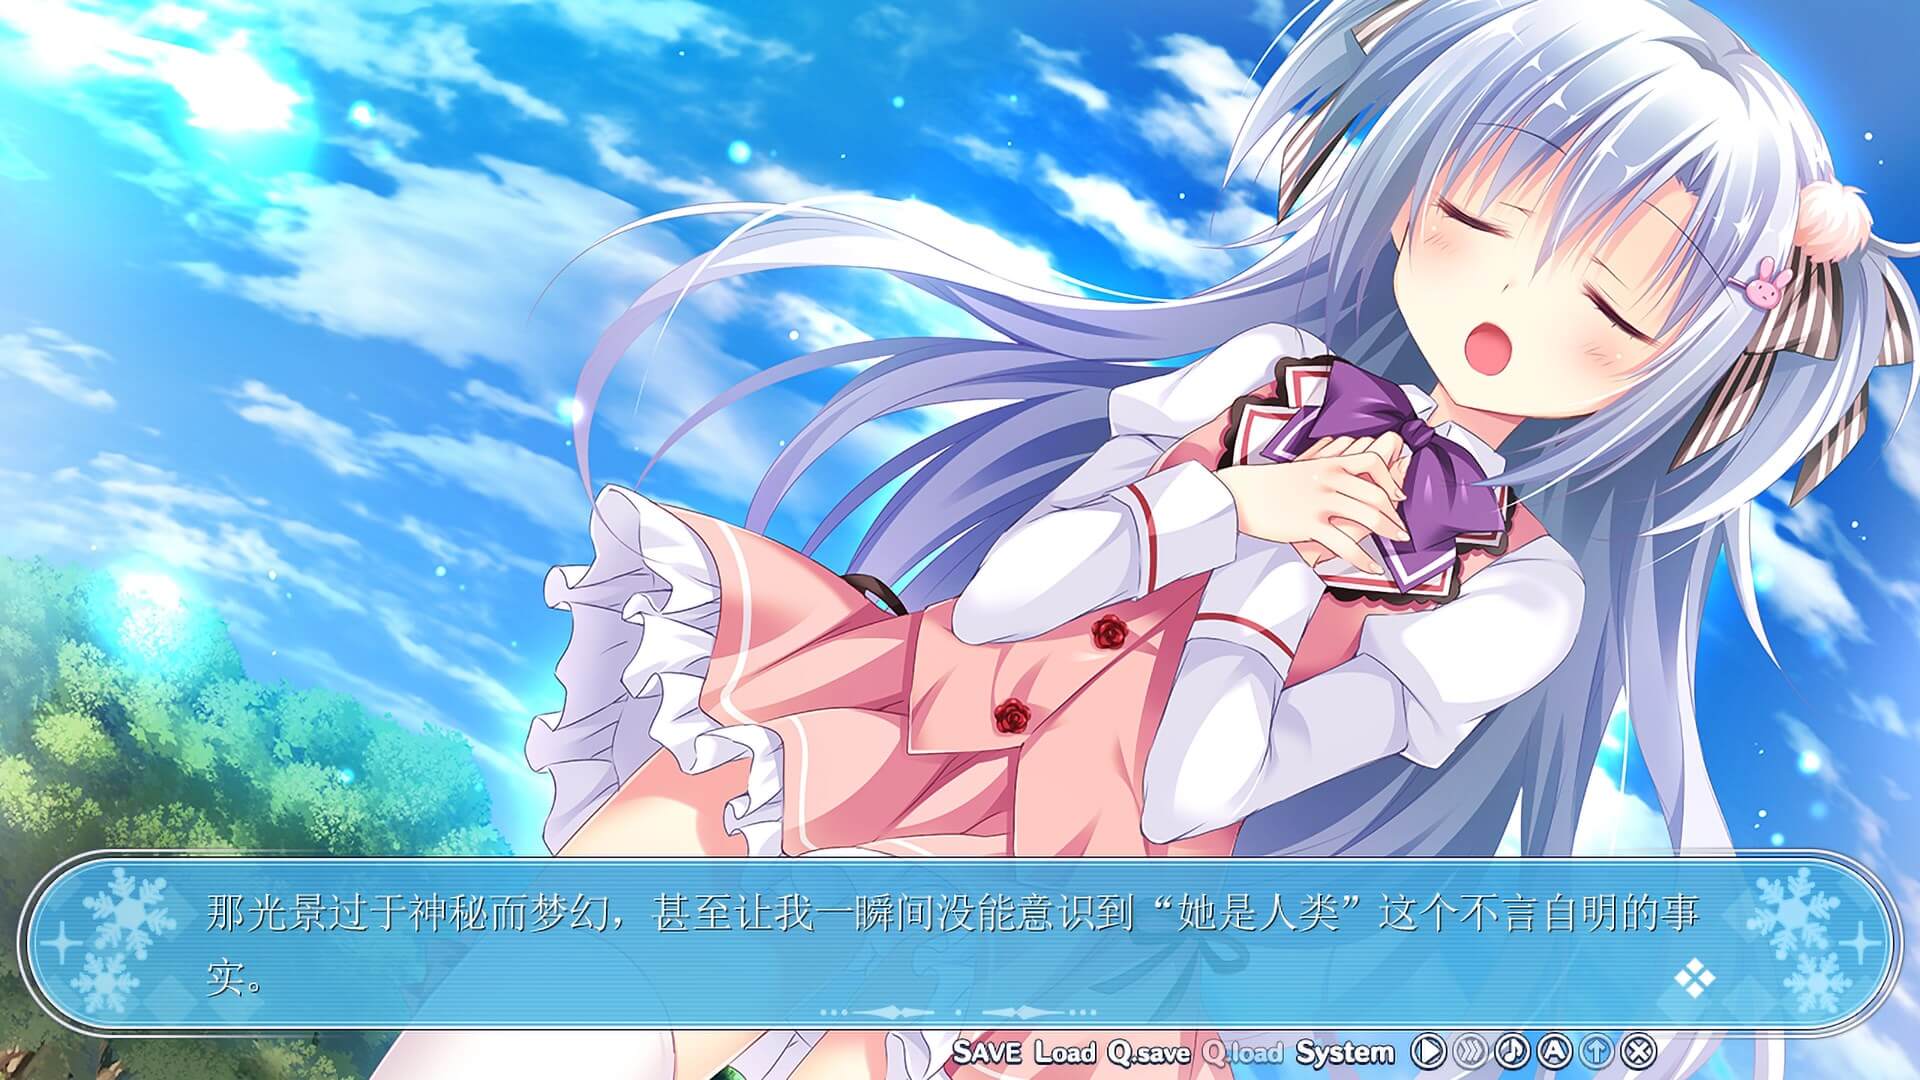 那光景过于神秘而梦幻，甚至让我一瞬间没能意识到“她是人类”这个不言自明的事
实。
SAVE Load Q.save Q.load System A